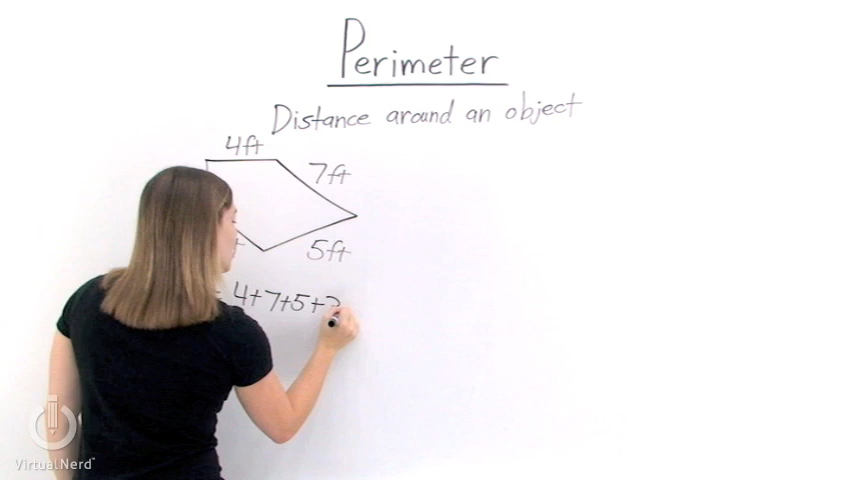 Perimeter
Distance around an object
4ft
7ft
5ft
4+7+5+
VirtualNerd